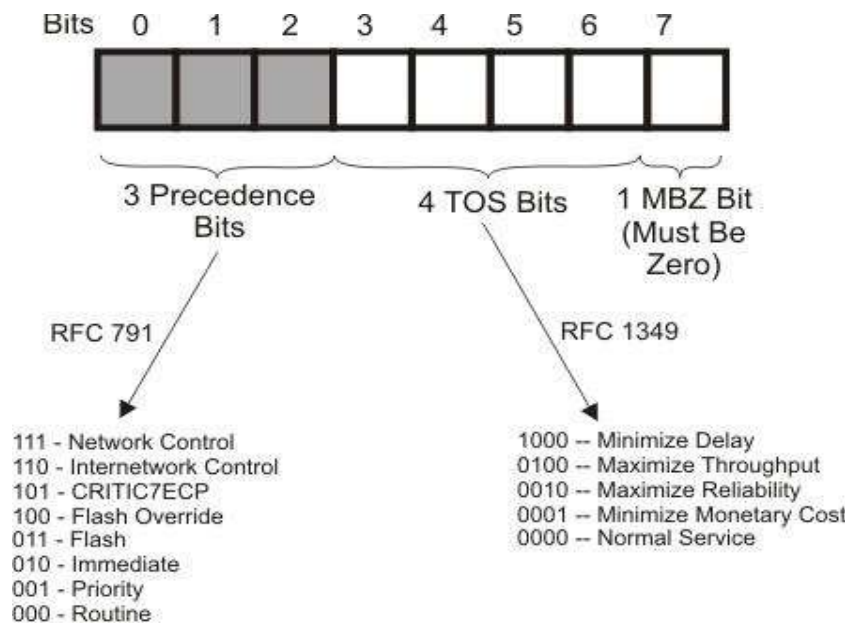 Bits 0 1 2 3 4 5 6 7
3 Precedence
Bits
4 TOS Bits
1 MBZ Bit
(Must Be
Zero)
RFC 791
RFC 1349
111 - Network Control
110 - Internetwork Control
101 - CRITIC7ECP
100 - Flash Override
011 - Flash
010 - Immediate
001 - Priority
000 - Routine
1000 -- Minimize Delay
0100 -- Maximize Throughput
0010 -- Maximize Reliability
0001 -- Minimize Monetary Cost
0000 -- Normal Service